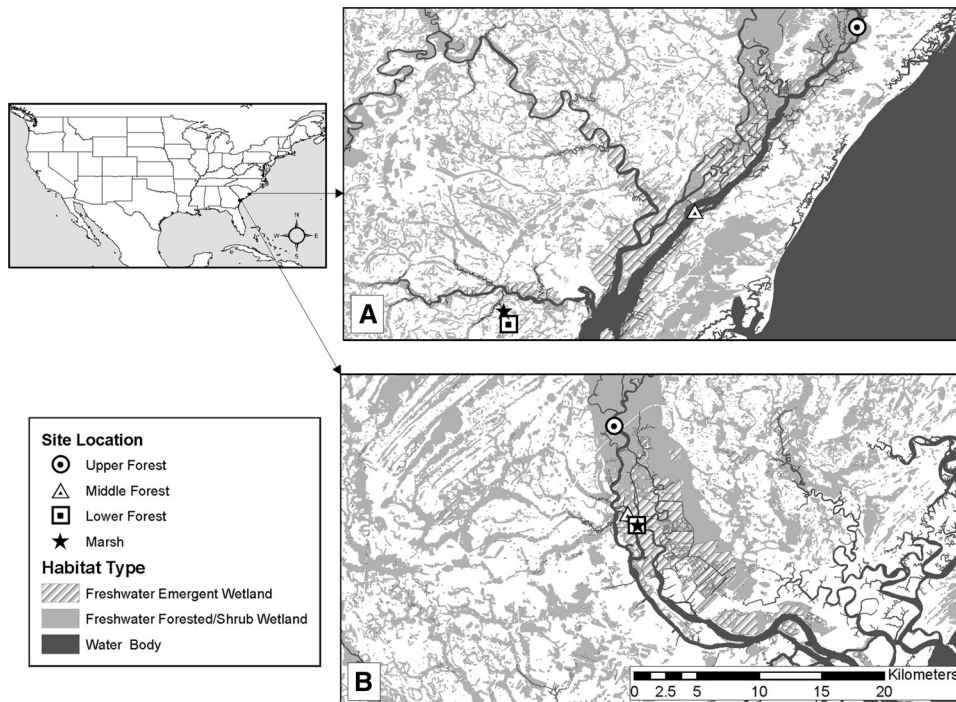 N
W E
S
A
Site Location
Upper Forest
Middle Forest
Lower Forest
Marsh
Habitat Type
Freshwater Emergent Wetland
Freshwater Forested/Shrub Wetland
Water Body
B
Kilometers
0 2.5 5 10 15 20